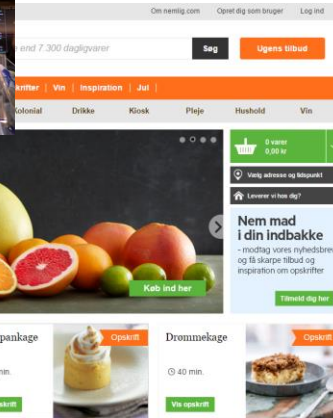 Om nemlig.com Opret dig som bruger Log ind
end 7.300 dagligvarer
Søg
Ugens tilbud
Vin | Inspiration | Jul |
Kolonial Drikke Kiosk Pleje Hushold Vin
0 varer
0,00 kr
Vælg adresse og tidspunkt
Leverer vi hos dig?
Nem mad
i din indbakke
- modtag vores nyhedsbrev
og få skarpe tilbud og
inspiration om opskrifter
Tilmeld dig her
Køb ind her
Opskrift
Drømmekage
Opskrift
min.
40 min.
Vis opskrift